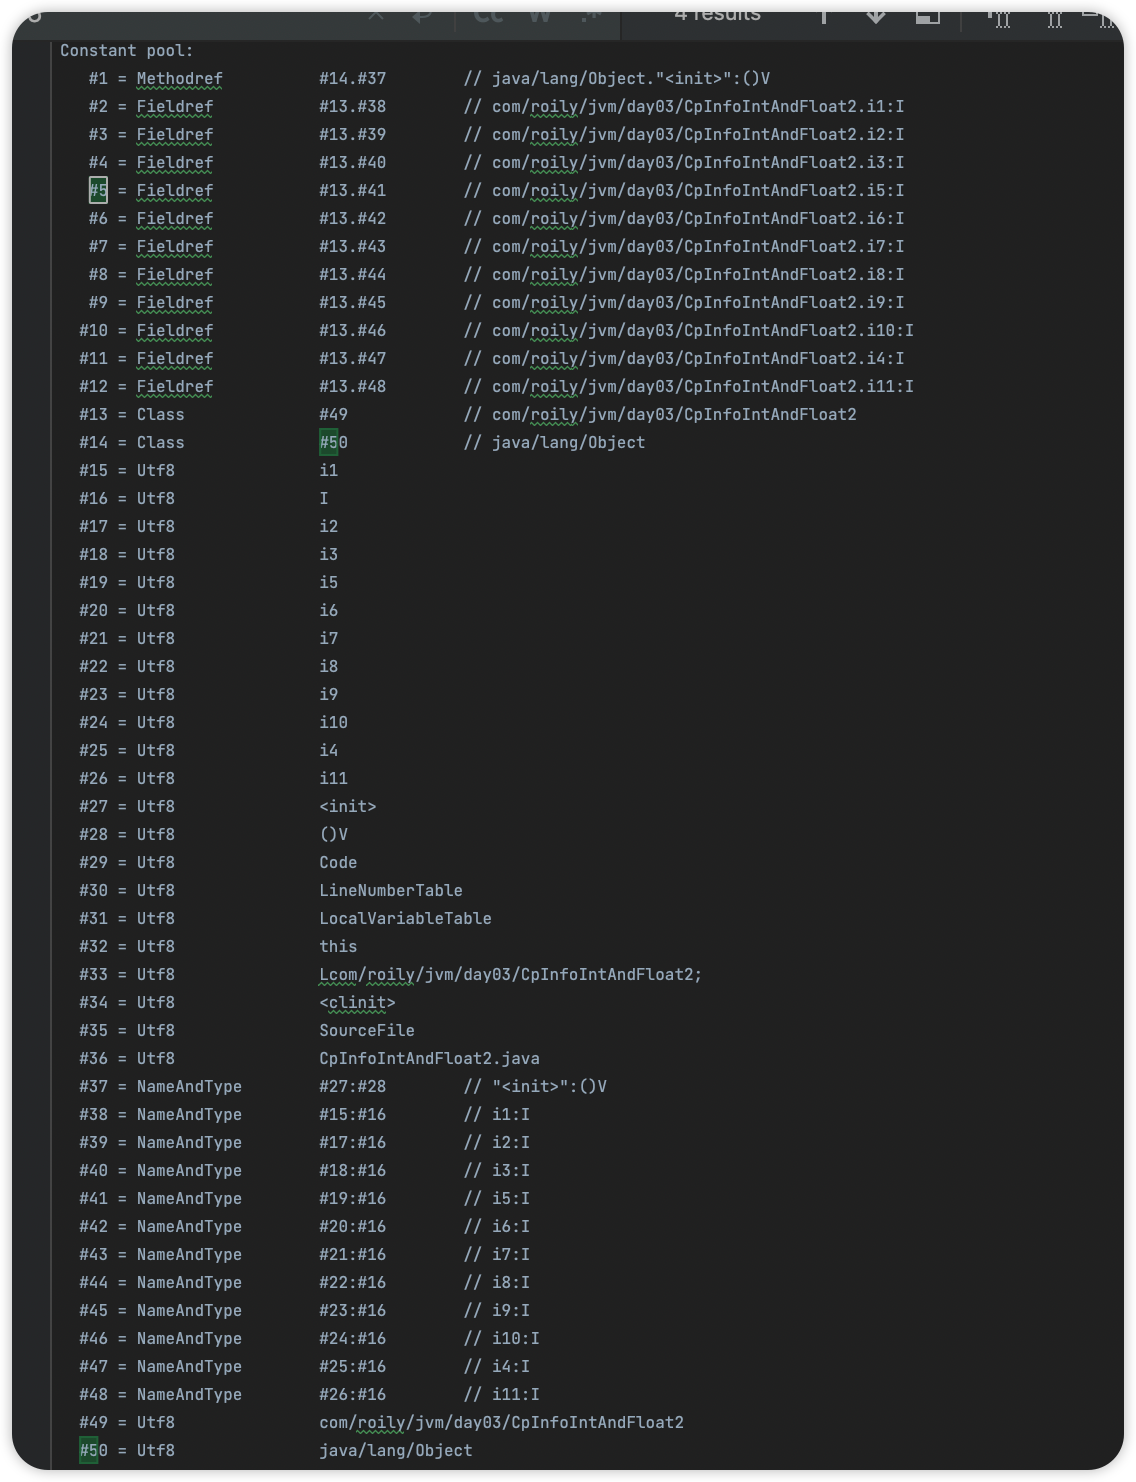 Cc W .* 4 results
Constant pool:
#1 = Methodref #14.#37 // java/lang/Object."<init>":()V
#2 = Fieldref #13.#38 // com/roily/jvm/day03/CpInfoIntAndFloat2.i1:I
#3 = Fieldref #13.#39 // com/roily/jvm/day03/CpInfoIntAndFloat2.i2:I
#4 = Fieldref #13.#40 // com/roily/jvm/day03/CpInfoIntAndFloat2.i3:I
#5 = Fieldref #13.#41 // com/roily/jvm/day03/CpInfoIntAndFloat2.i5:I
#6 = Fieldref #13.#42 // com/roily/jvm/day03/CpInfoIntAndFloat2.i6:I
#7 = Fieldref #13.#43 // com/roily/jvm/day03/CpInfoIntAndFloat2.i7:I
#8 = Fieldref #13.#44 // com/roily/jvm/day03/CpInfoIntAndFloat2.i8:I
#9 = Fieldref #13.#45 // com/roily/jvm/day03/CpInfoIntAndFloat2.i9:I
#10 = Fieldref #13.#46 // com/roily/jvm/day03/CpInfoIntAndFloat2.i10:I
#11 = Fieldref #13.#47 // com/roily/jvm/day03/CpInfoIntAndFloat2.i4:I
#12 = Fieldref #13.#48 // com/roily/jvm/day03/CpInfoIntAndFloat2.i11:I
#13 = Class #49 // com/roily/jvm/day03/CpInfoIntAndFloat2
#14 = Class #50 // java/lang/Object
#15 = Utf8 i1
#16 = Utf8 I
#17 = Utf8 i2
#18 = Utf8 i3
#19 = Utf8 i5
#20 = Utf8 i6
#21 = Utf8 i7
#22 = Utf8 i8
#23 = Utf8 i9
#24 = Utf8 i10
#25 = Utf8 i4
#26 = Utf8 i11
#27 = Utf8 <init>
#28 = Utf8 ()V
#29 = Utf8 Code
#30 = Utf8 LineNumberTable
#31 = Utf8 LocalVariableTable
#32 = Utf8 this
#33 = Utf8 Lcom/roily/jvm/day03/CpInfoIntAndFloat2;
#34 = Utf8 <clinit>
#35 = Utf8 SourceFile
#36 = Utf8 CpInfoIntAndFloat2.java
#37 = NameAndType #27:#28 // "<init>":()V
#38 = NameAndType #15:#16 // i1:I
#39 = NameAndType #17:#16 // i2:I
#40 = NameAndType #18:#16 // i3:I
#41 = NameAndType #19:#16 // i5:I
#42 = NameAndType #20:#16 // i6:I
#43 = NameAndType #21:#16 // i7:I
#44 = NameAndType #22:#16 // i8:I
#45 = NameAndType #23:#16 // i9:I
#46 = NameAndType #24:#16 // i10:I
#47 = NameAndType #25:#16 // i4:I
#48 = NameAndType #26:#16 // i11:I
#49 = Utf8 com/roily/jvm/day03/CpInfoIntAndFloat2
#50 = Utf8 java/lang/Object